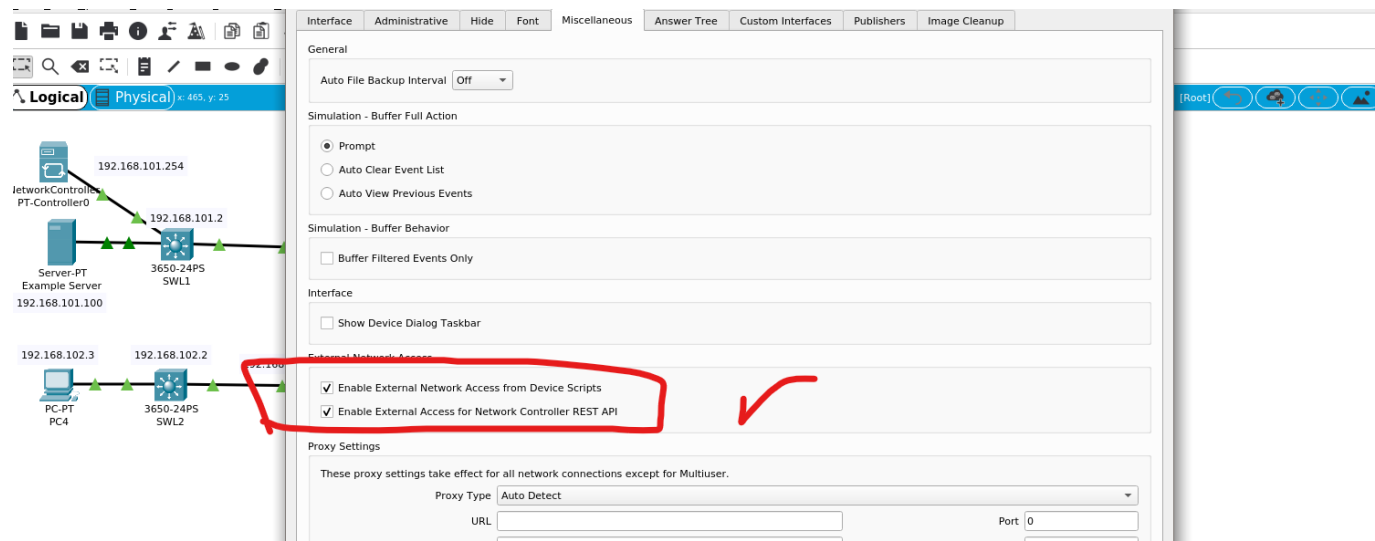 Interface Administrative Hide Font Miscellaneous Answer Tree Custom Interfaces Publishers Image Cleanup
General
Auto File Backup Interval Off
Simulation - Buffer Full Action
Prompt
Auto Clear Event List
Auto View Previous Events
Simulation - Buffer Behavior
Buffer Filtered Events Only
Interface
Show Device Dialog Taskbar
External Network Access
Enable External Network Access from Device Scripts
Enable External Access for Network Controller REST API
Proxy Settings
These proxy settings take effect for all network connections except for Multiuser.
Proxy Type Auto Detect
URL Port 0
Logical Physical x: 465, y: 25
[Root]
192.168.101.254
PT-Controller0
192.168.101.2
3650-24PS
SWL1
Server-PT
Example Server
192.168.101.100
192.168.102.3
192.168.102.2
PC-PT
PC4
3650-24PS
SWL2